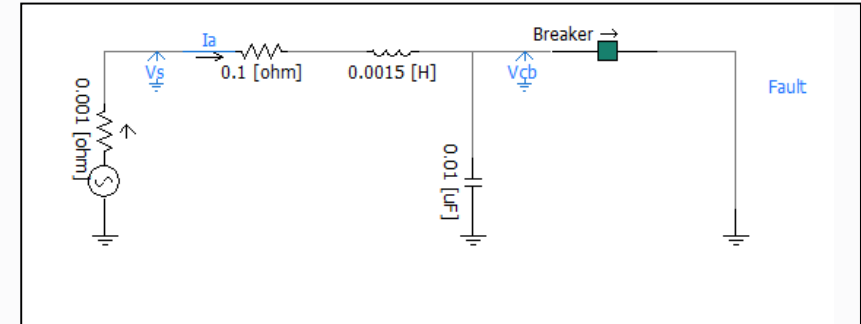 Breaker →
Ia
Vs
0.1 [ohm]
0.0015 [H]
Vcb
Fault
0.001 [ohm]
0.01 [uF]